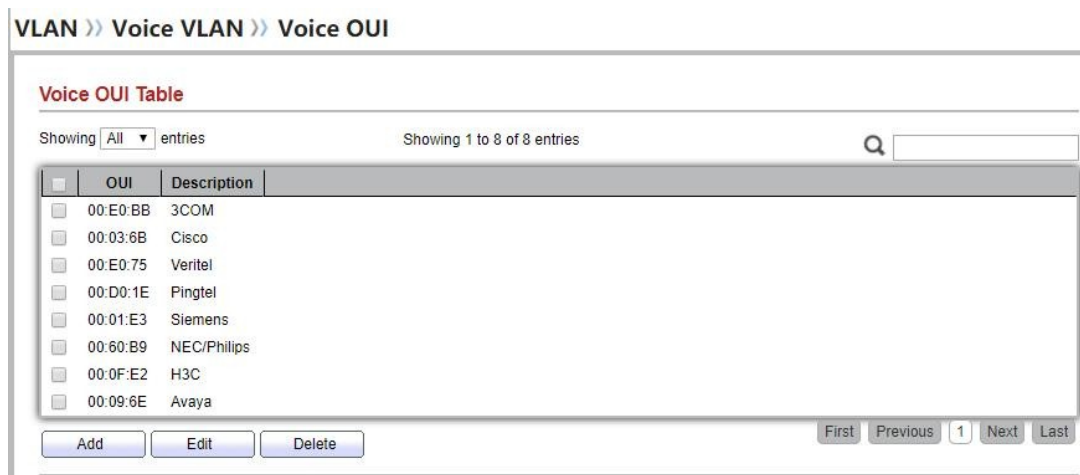 VLAN 》 Voice VLAN 》 Voice OUI
Voice OUI Table
Showing All ▼ entries Showing 1 to 8 of 8 entries
OUI Description
00:E0:BB 3COM
00:03:6B Cisco
00:E0:75 Veritel
00:D0:1E Pingtel
00:01:E3 Siemens
00:60:B9 NEC/Philips
00:0F:E2 H3C
00:09:6E Avaya
Add Edit Delete First Previous 1 Next Last